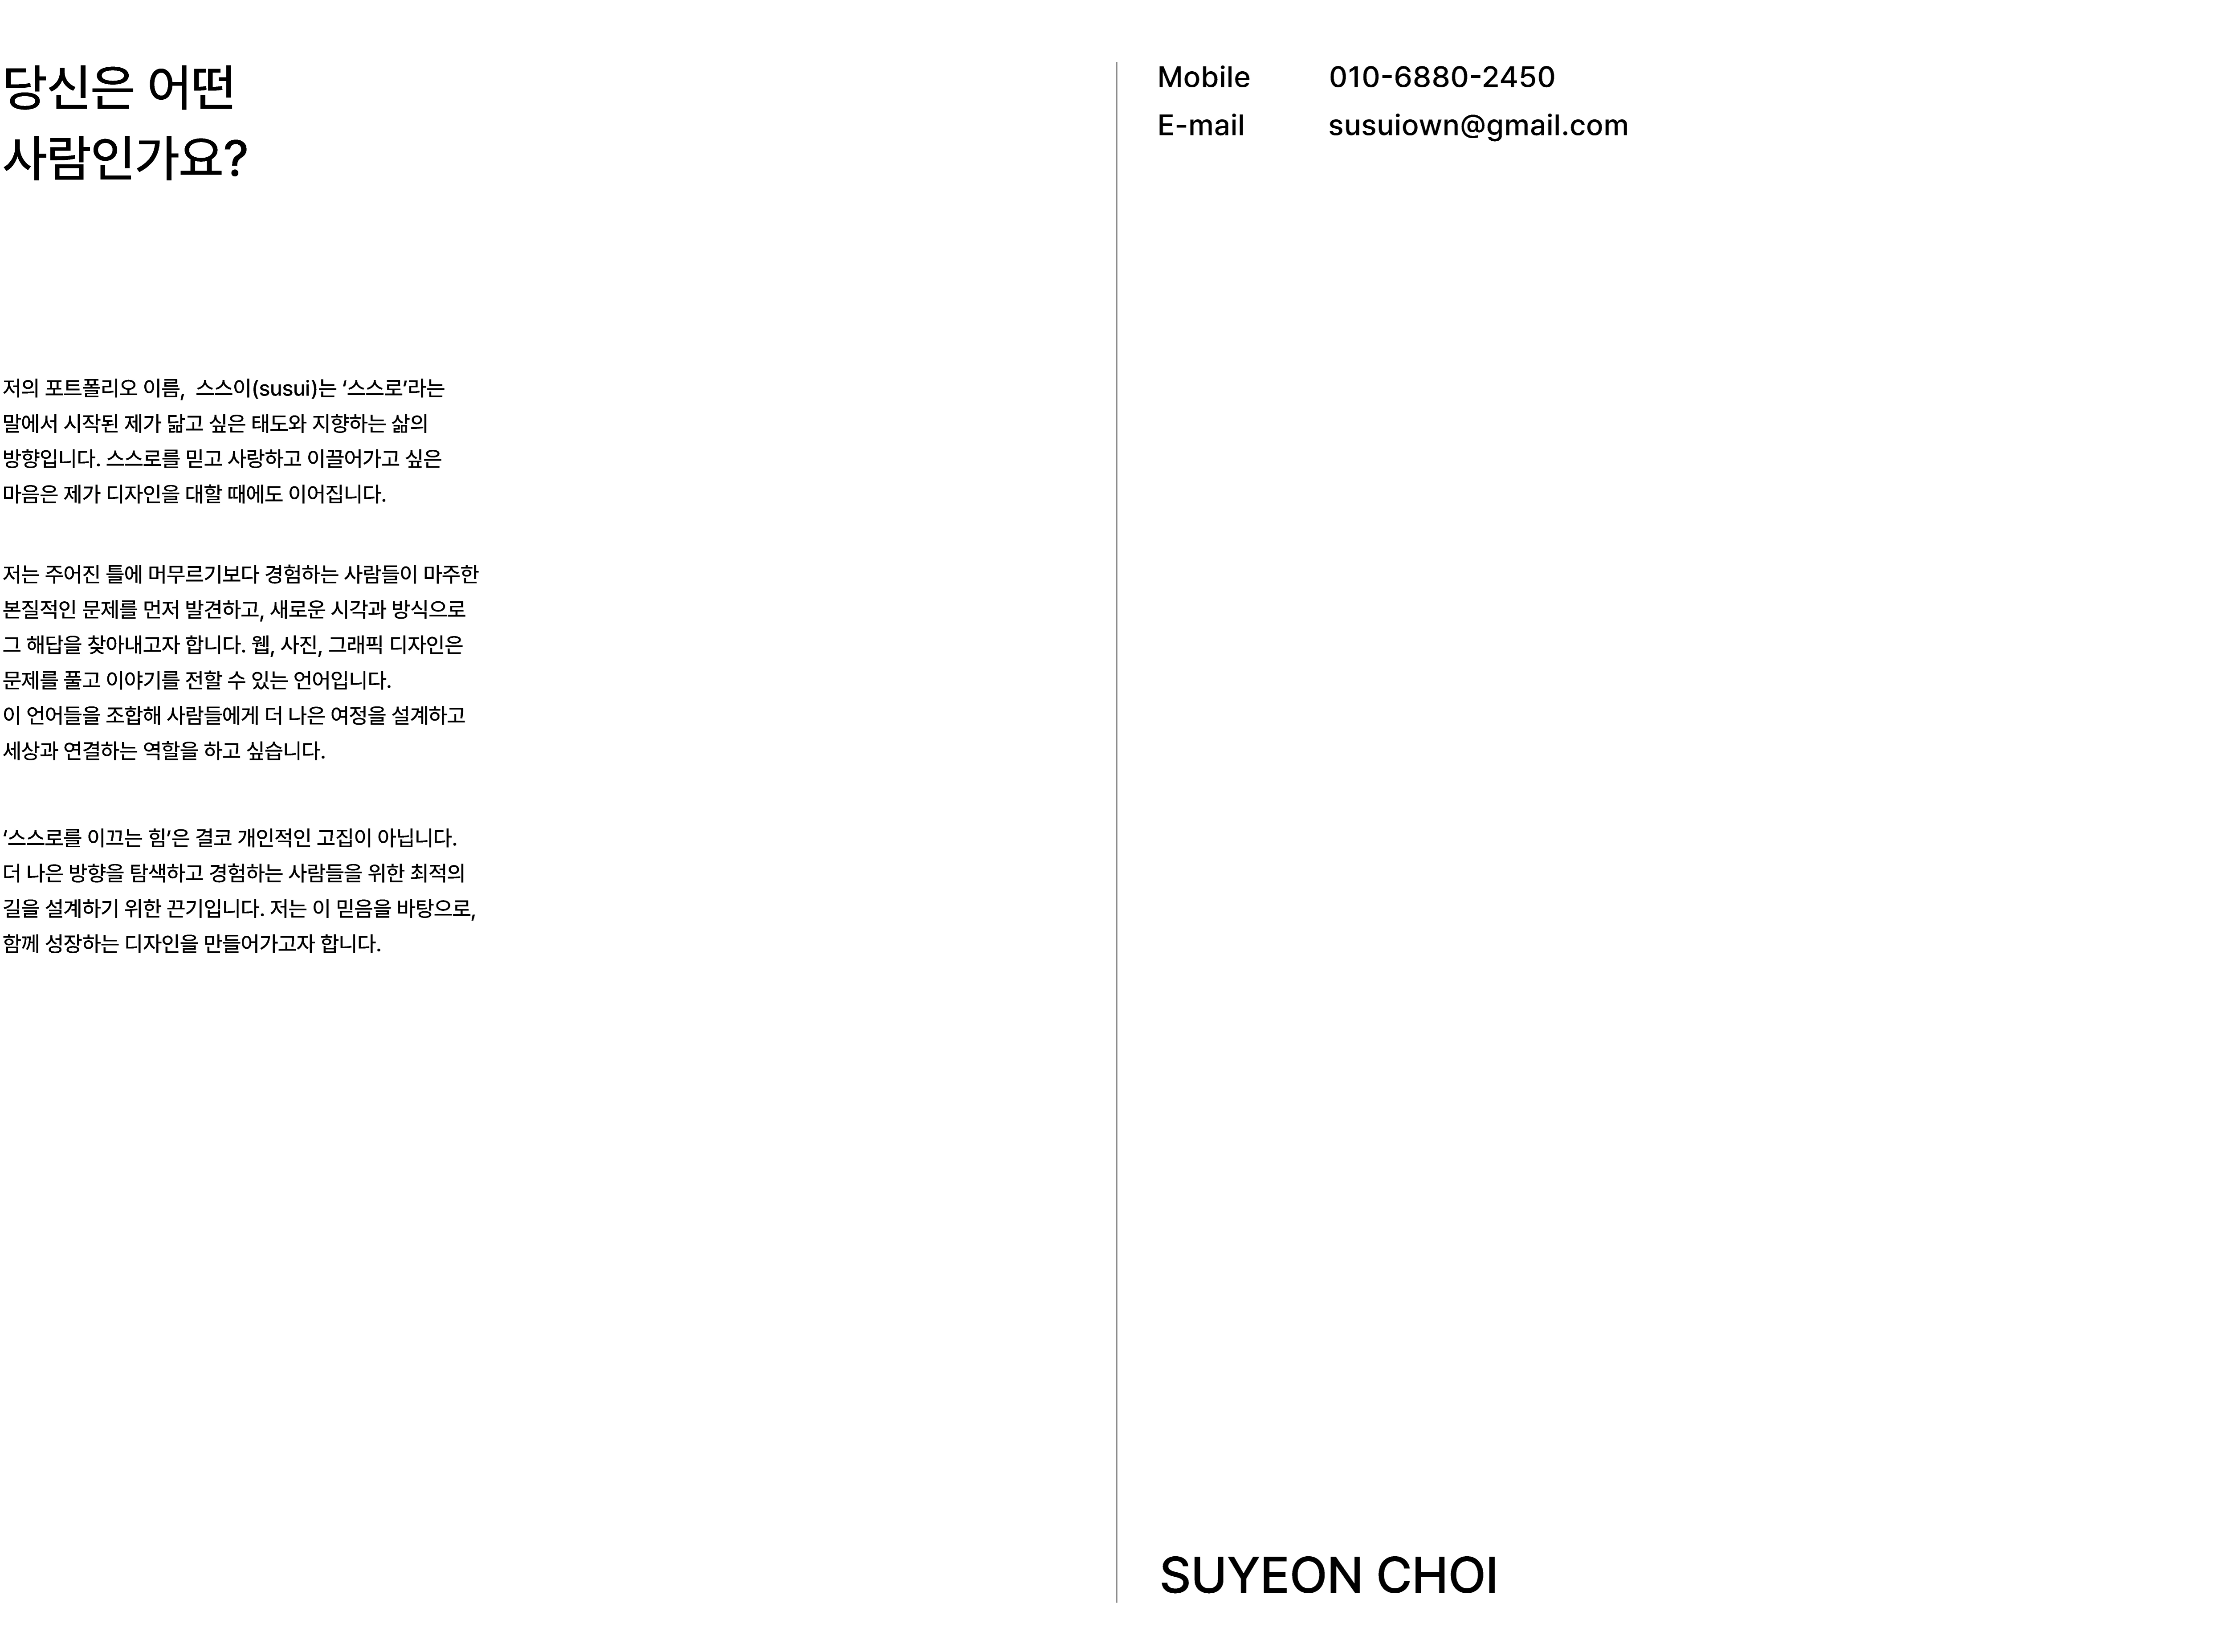 당신은 어떤
사람인가요?
저의 포트폴리오 이름,  스스이(susui)는 ‘스스로’라는
말에서 시작된 제가 닮고 싶은 태도와 지향하는 삶의
방향입니다. 스스로를 믿고 사랑하고 이끌어가고 싶은
마음은 제가 디자인을 대할 때에도 이어집니다.
저는 주어진 틀에 머무르기보다 경험하는 사람들이 마주한
본질적인 문제를 먼저 발견하고, 새로운 시각과 방식으로
그 해답을 찾아내고자 합니다. 웹, 사진, 그래픽 디자인은
문제를 풀고 이야기를 전할 수 있는 언어입니다.
이 언어들을 조합해 사람들에게 더 나은 여정을 설계하고
세상과 연결하는 역할을 하고 싶습니다.
‘스스로를 이끄는 힘’은 결코 개인적인 고집이 아닙니다.
더 나은 방향을 탐색하고 경험하는 사람들을 위한 최적의
길을 설계하기 위한 끈기입니다. 저는 이 믿음을 바탕으로,
함께 성장하는 디자인을 만들어가고자 합니다.
Mobile 010-6880-2450
E-mail susuiown@gmail.com
SUYEON CHOI